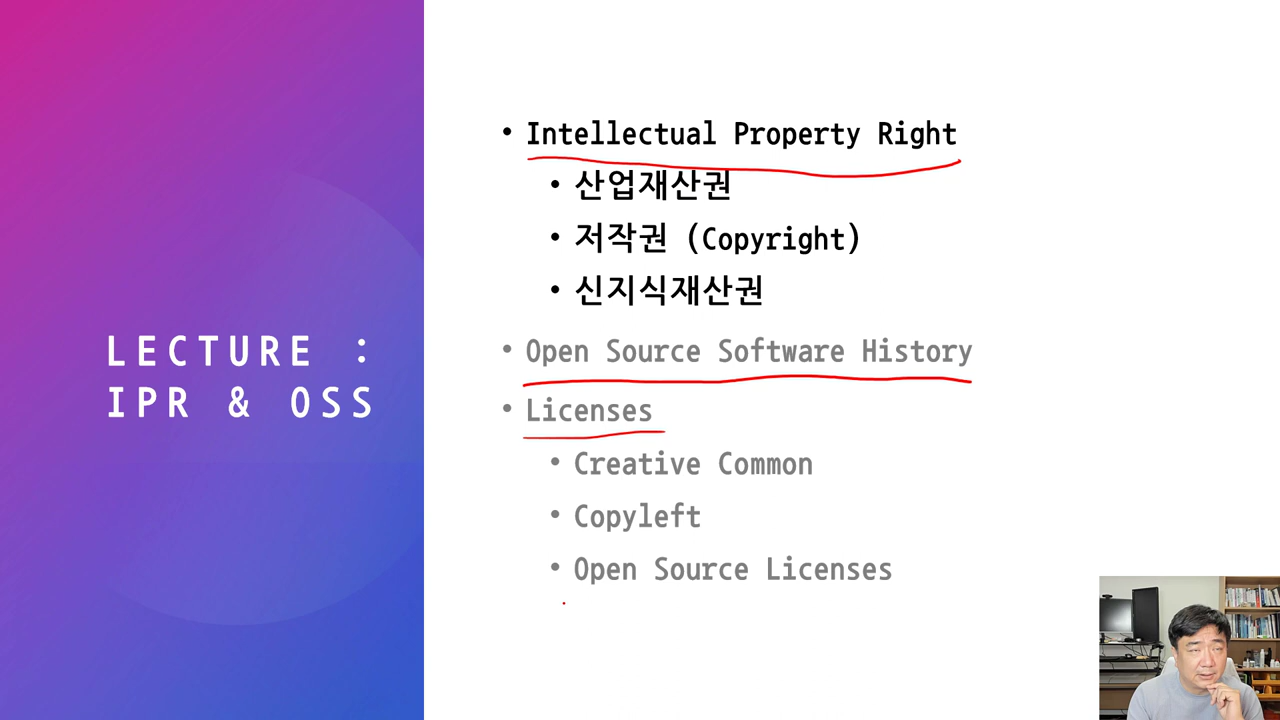 LECTURE :
IPR & OSS
• Intellectual Property Right
• 산업재산권
• 저작권 (Copyright)
• 신지식재산권
• Open Source Software History
• Licenses
• Creative Common
• Copyleft
• Open Source Licenses